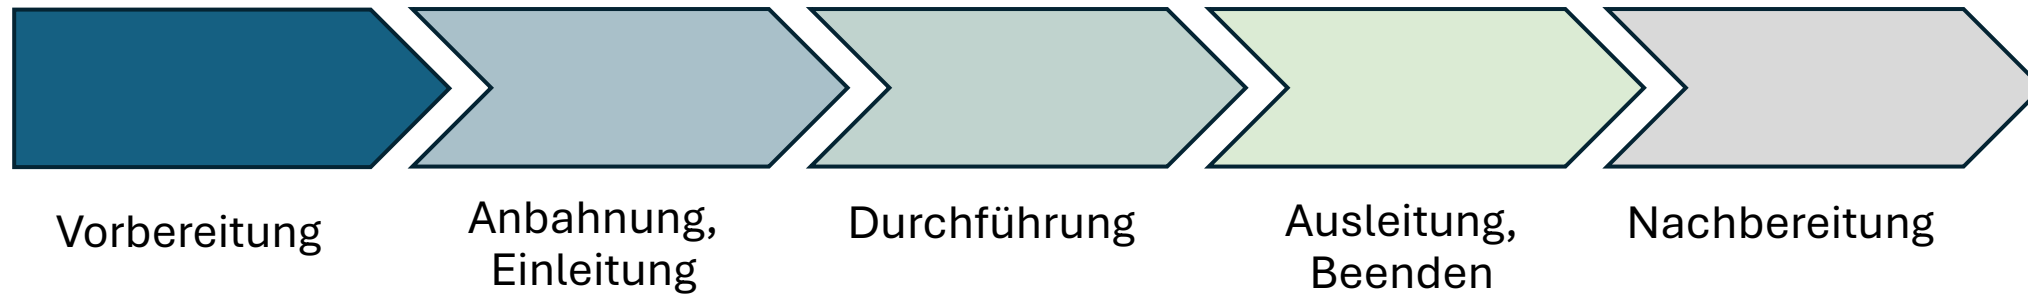 Vorbereitung
Anbahnung,
Einleitung
Durchführung
Ausleitung,
Beenden
Nachbereitung